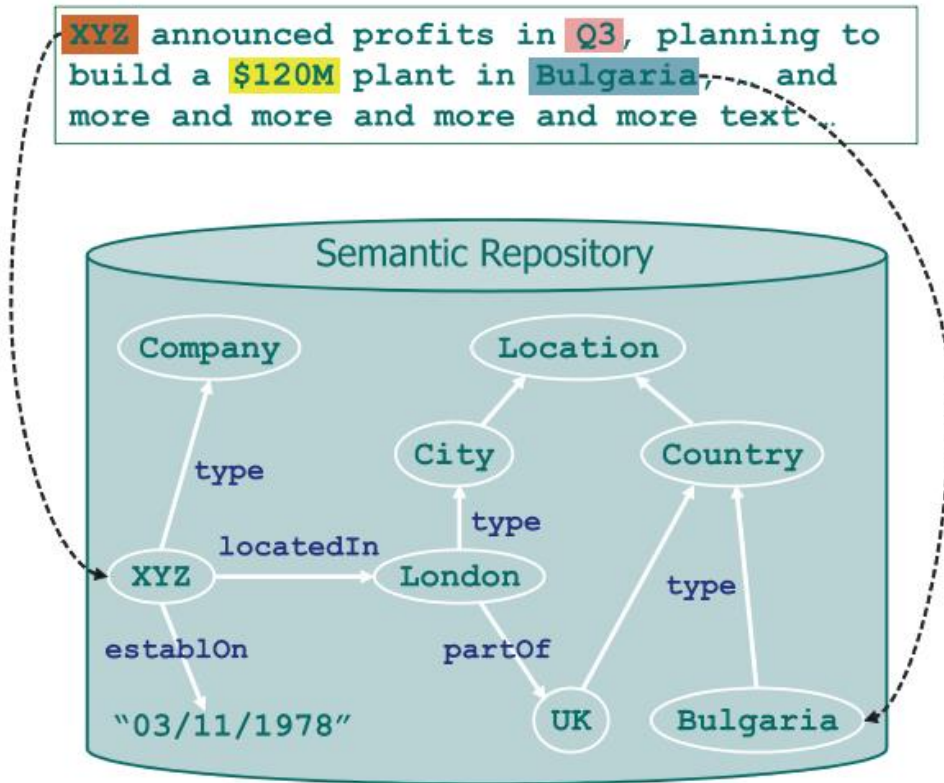 XYZ announced profits in Q3, planning to
build a $120M plant in Bulgaria, . and
more and more and more and more text …
Semantic Repository
Company
Location
City
Country
type
type
locatedIn
XYZ
London
type
establOn
partOf
“03/11/1978”
UK
Bulgaria